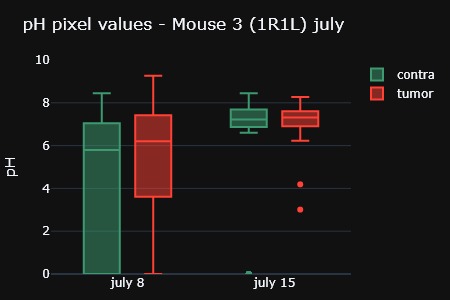 pH pixel values - Mouse 3 (1R1L) july
10
8
6
4
2
0
pH
july 8
july 15
contra
tumor